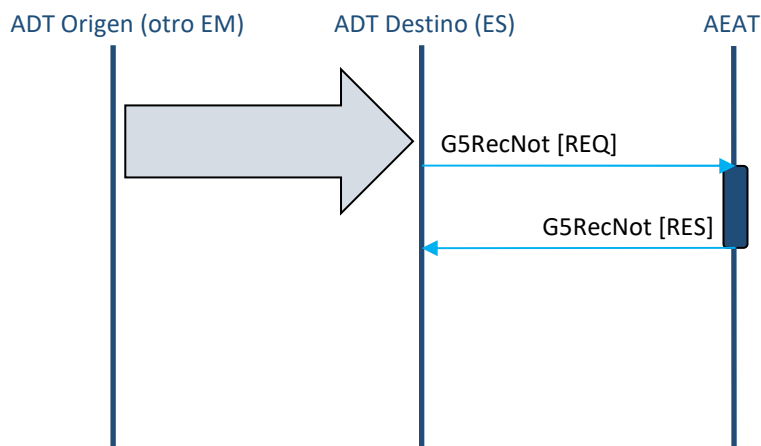 ADT Origen (otro EM)
ADT Destino (ES)
AEAT
G5RecNot [REQ]
G5RecNot [RES]